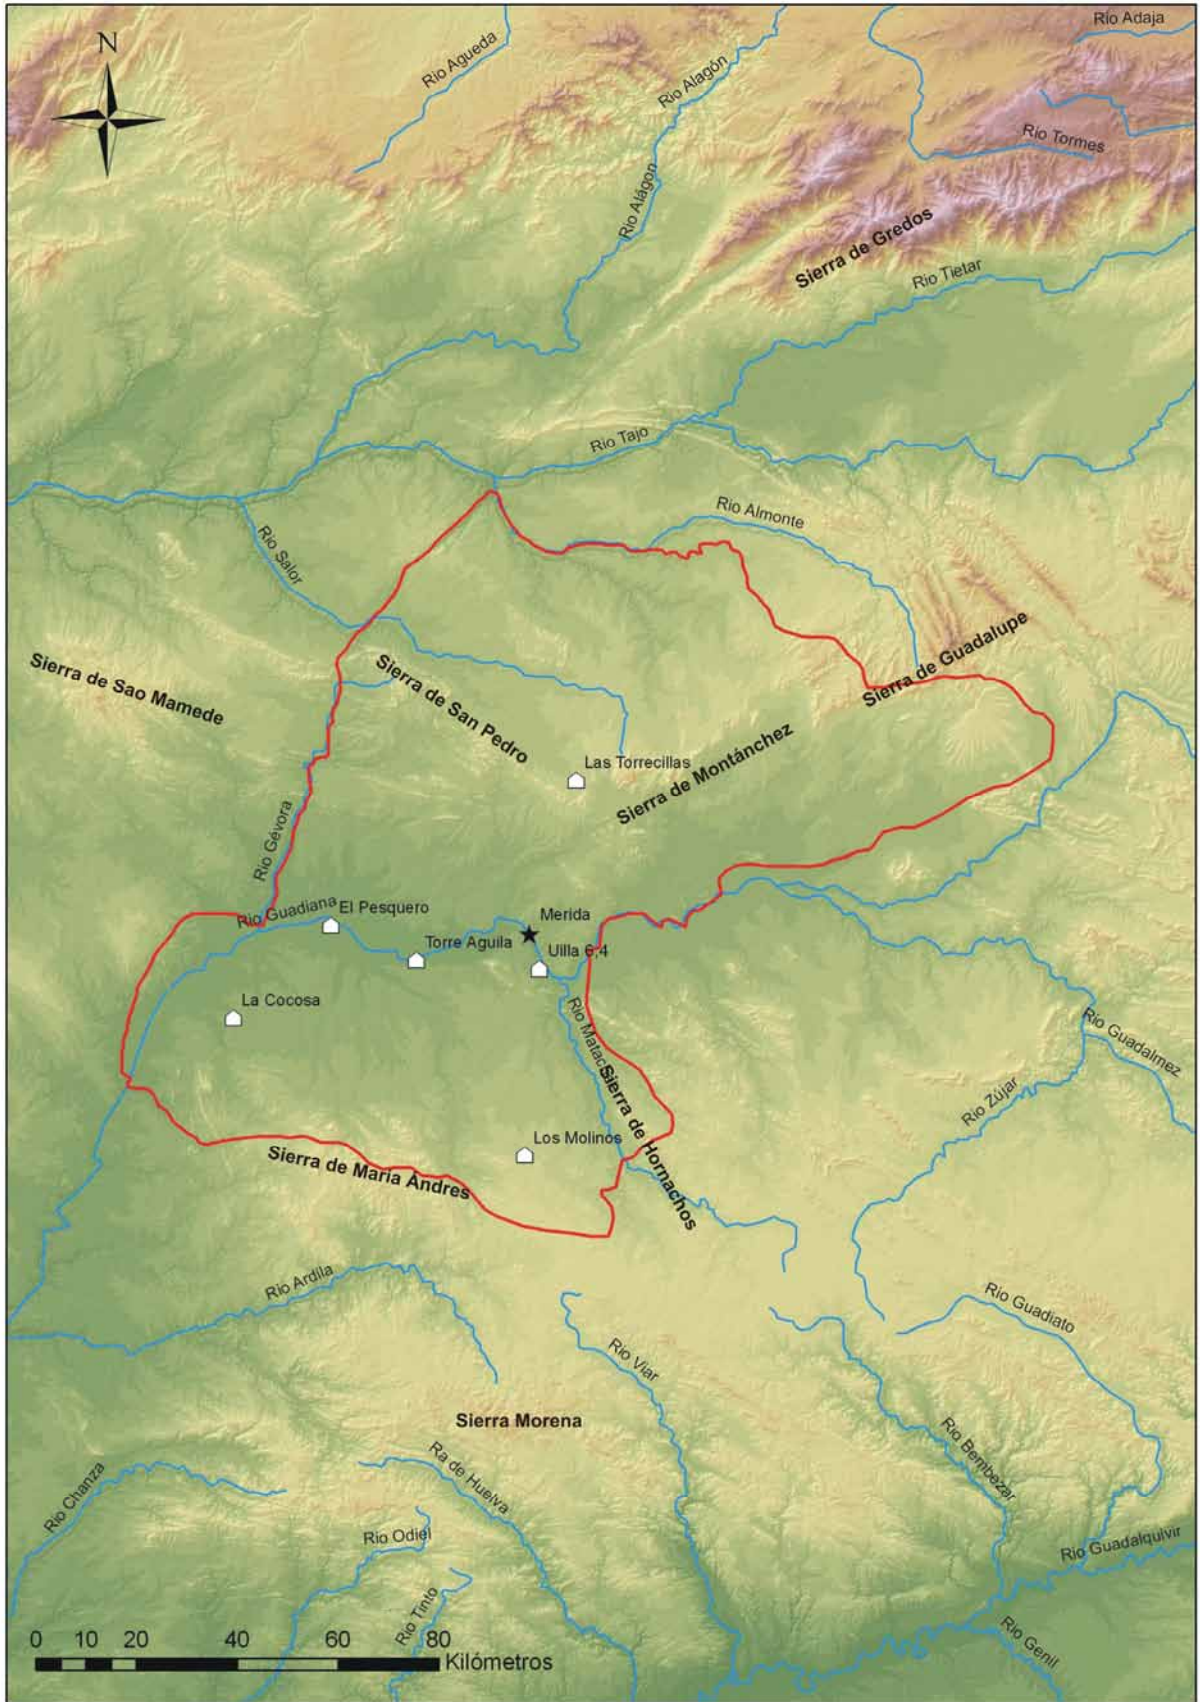 Rio Adaja
N
Rio Agueda
Rio Alagón
Rio Tormes
Rio Alágon
Sierra de Gredos
Rio Tietar
Rio Tajo
Rio Almonte
Rio Salor
Sierra de Guadalupe
Sierra de Sao Mamede
Sierra de San Pedro
Las Torrecillas
Sierra de Montánchez
Rio Gévora
Rio Guadiana
El Pesquero
Merida
Torre Aguila
Uilla 6;4
La Cocosa
Rio Matac
Rio Guadalmez
Rio Zújar
Sierra de Hornachos
Los Molinos
Sierra de Maria Andres
Rio Ardila
Rio Guadiato
Rio Viar
Sierra Morena
Rio Bembezar
Ra de Huelva
Rio Chanza
Rio Odiel
Rio Guadalquivir
Rio Tinto
Rio Genil
0 10 20 40 60 80
Kilómetros